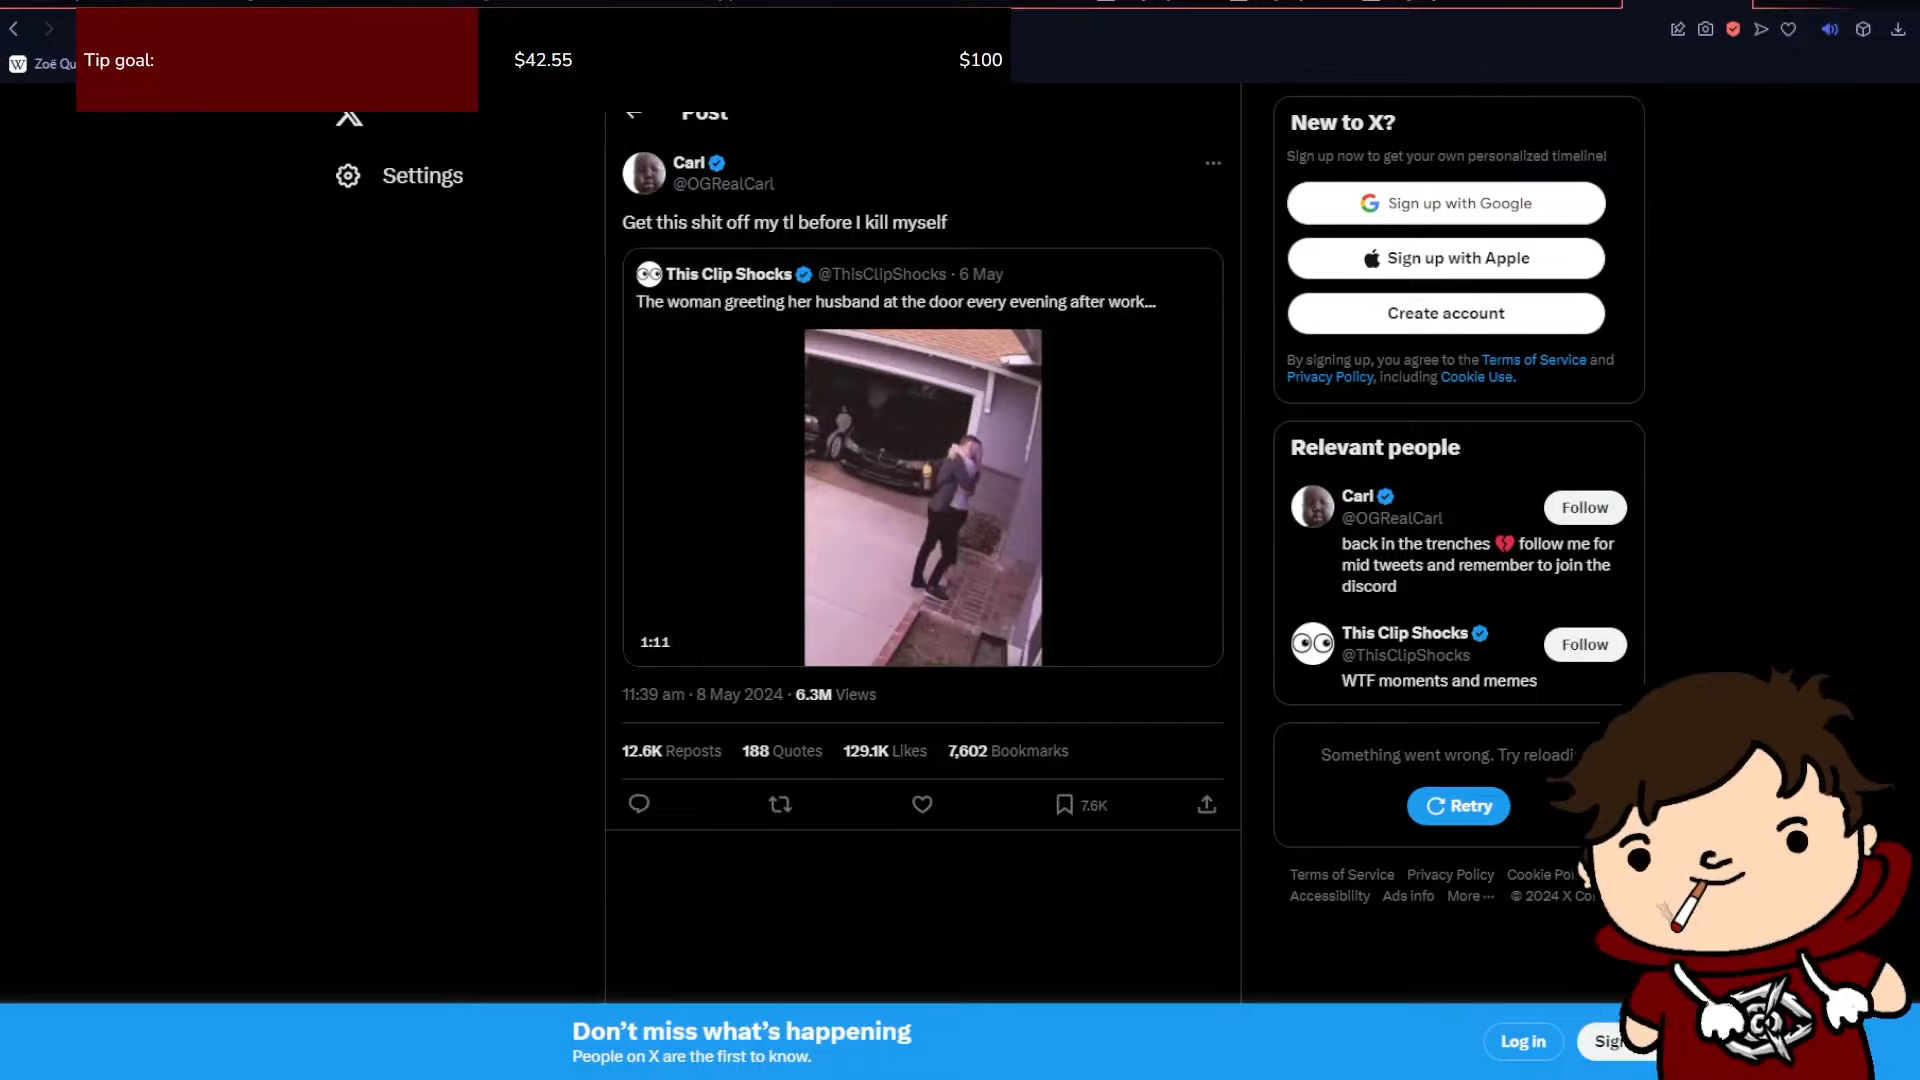 Tip goal:
$42.55
$100
Zoë Qu
Settings
Post
Carl
@OGRealCarl
Get this shit off my tl before I kill myself
This Clip Shocks @ThisClipShocks · 6 May
The woman greeting her husband at the door every evening after work...
1:11
11:39 am · 8 May 2024 · 6.3M Views
12.6K Reposts 188 Quotes 129.1K Likes 7,602 Bookmarks
7.6K
New to X?
Sign up now to get your own personalized timeline!
Sign up with Google
Sign up with Apple
Create account
By signing up, you agree to the Terms of Service and
Privacy Policy, including Cookie Use.
Relevant people
Carl
@OGRealCarl
Follow
back in the trenches 💔 follow me for
mid tweets and remember to join the
discord
This Clip Shocks
@ThisClipShocks
Follow
WTF moments and memes
Something went wrong. Try reloadi
Retry
Terms of Service Privacy Policy Cookie Po
Accessibility Ads info More ··· © 2024 X Co
Don't miss what's happening
People on X are the first to know.
Log in
Sig